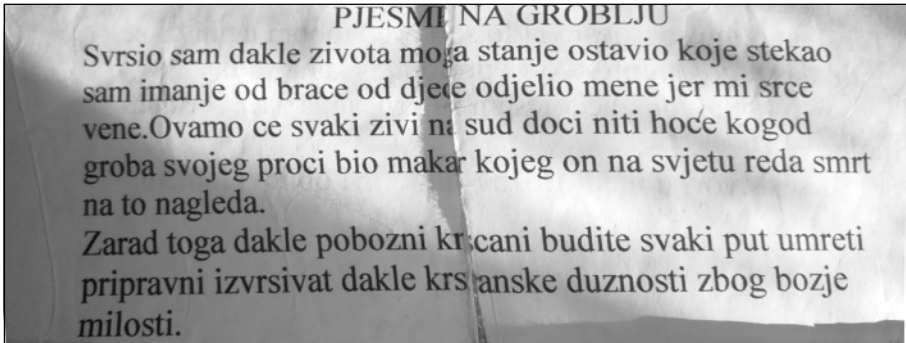 PJESME NA GROBLJU
Svrsio sam dakle zivota moga stanje ostavio koje stekao
sam imanje od brace od djece odjelio mene jer mi srce
vene.Ovamo ce svaki zivi na sud doci niti hoće kogod
groba svojeg proci bio makar kojeg on na svjetu reda smrt
na to nagleda.
Zarad toga dakle pobozni krscani budite svaki put umreti
pripravni izvrsivat dakle krscanske duznosti zbog bozje
milosti.